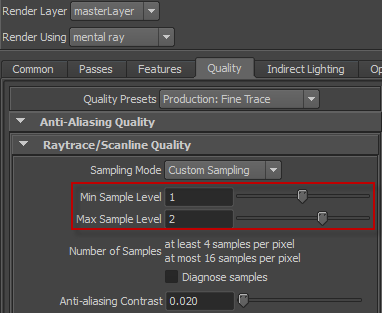 Render Layer masterLayer
Render Using mental ray
Common Passes Features Quality Indirect Lighting Op
Quality Presets Production: Fine Trace
Anti-Aliasing Quality
Raytrace/Scanline Quality
Sampling Mode Custom Sampling
Min Sample Level 1
Max Sample Level 2
Number of Samples at least 4 samples per pixel
at most 16 samples per pixel
Diagnose samples
Anti-aliasing Contrast 0.020